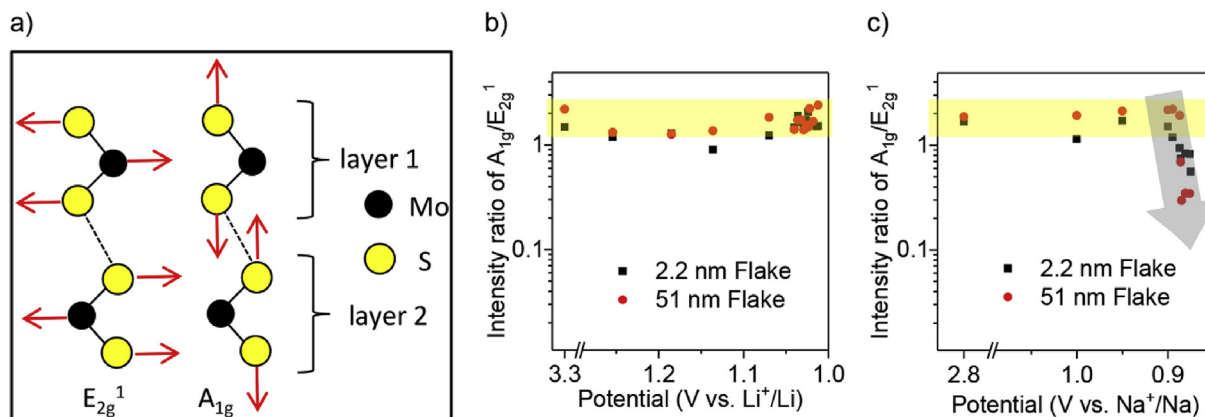 a)
layer 1
Mo
S
layer 2
E₂g¹
A₁g
b)
Intensity ratio of A₁g/E₂g¹
1
0.1
2.2 nm Flake
51 nm Flake
3.3
1.2
1.1
1.0
Potential (V vs. Li⁺/Li)
c)
Intensity ratio of A₁g/E₂g¹
1
0.1
2.2 nm Flake
51 nm Flake
2.8
1.0
0.9
Potential (V vs. Na⁺/Na)